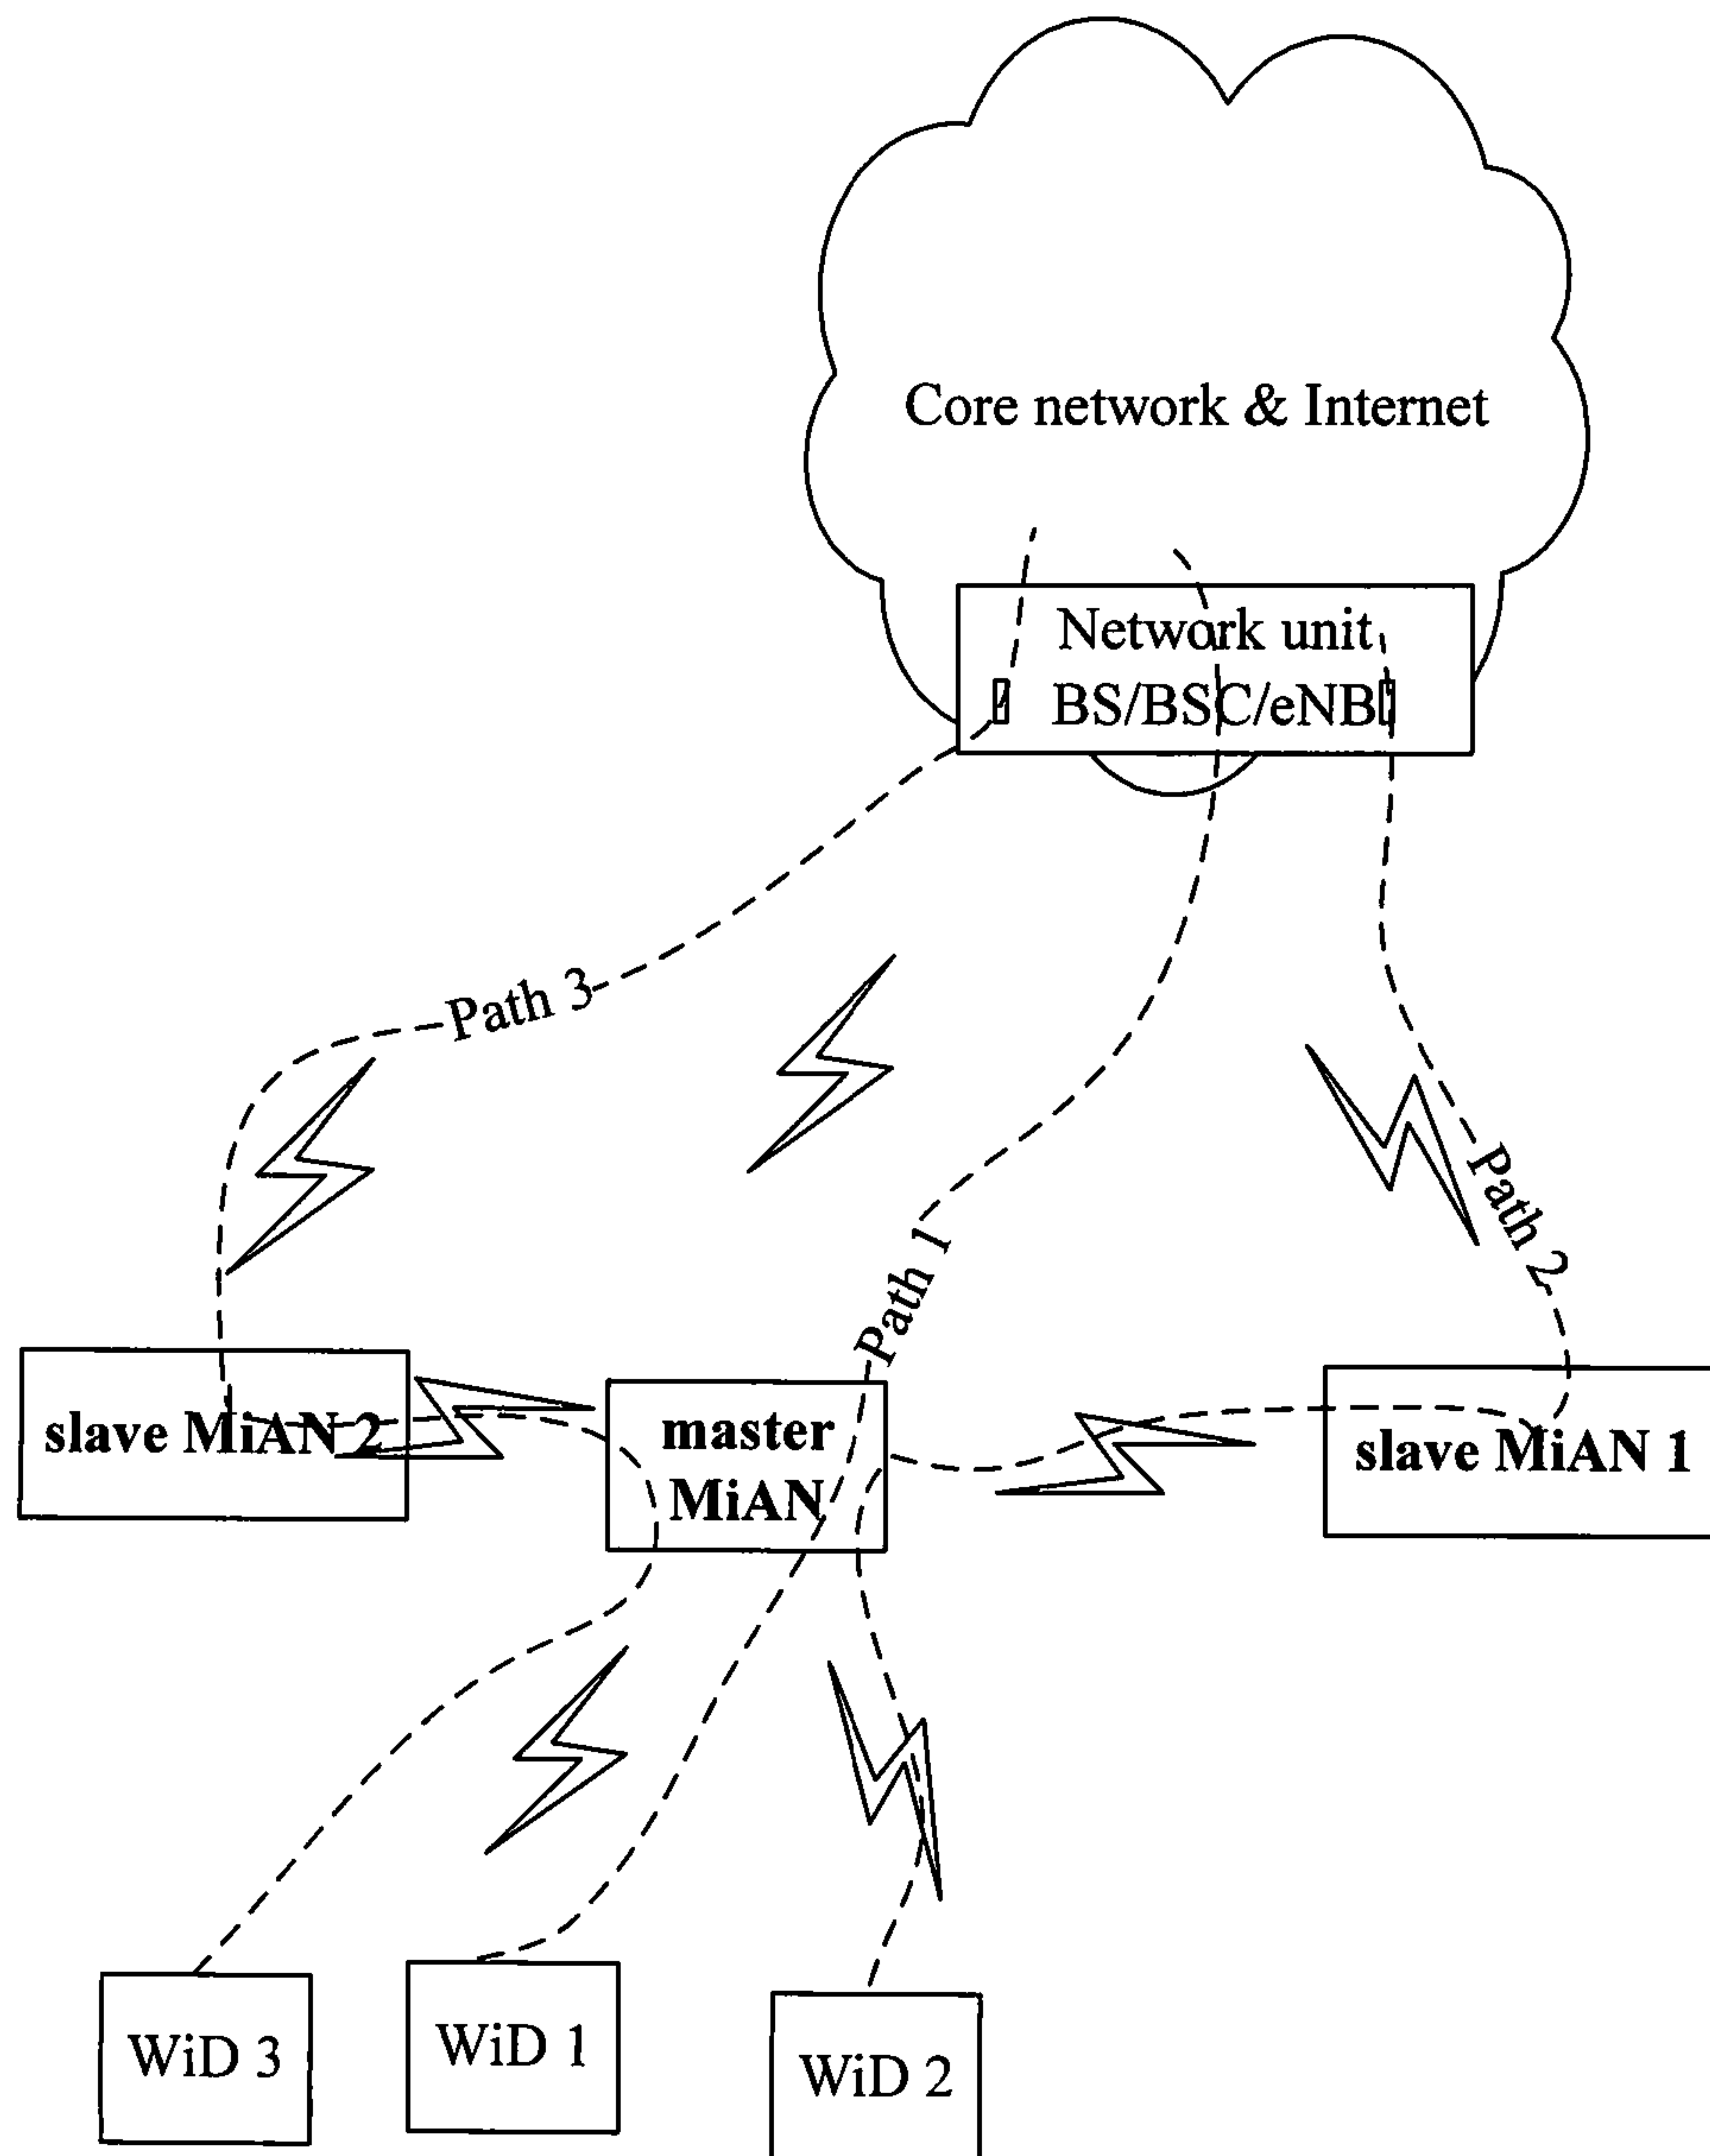 Core network & Internet
Network unit
BS/BSC/eNB
Path 3
Path 1
Path 2
slave MiAN 2
master
MiAN
slave MiAN 1
WiD 3
WiD 1
WiD 2